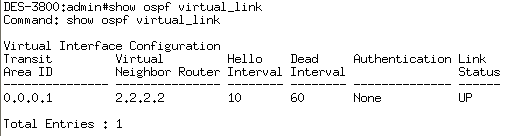 DES-3800:admin#show ospf virtual_link
Command: show ospf virtual_link
Virtual Interface Configuration
Transit Virtual Hello Dead Authentication Link
Area ID Neighbor Router Interval Interval Status
--------------- --------------- -------- -------- -------------- ------
0.0.0.1 2.2.2.2 10 60 None UP
Total Entries : 1